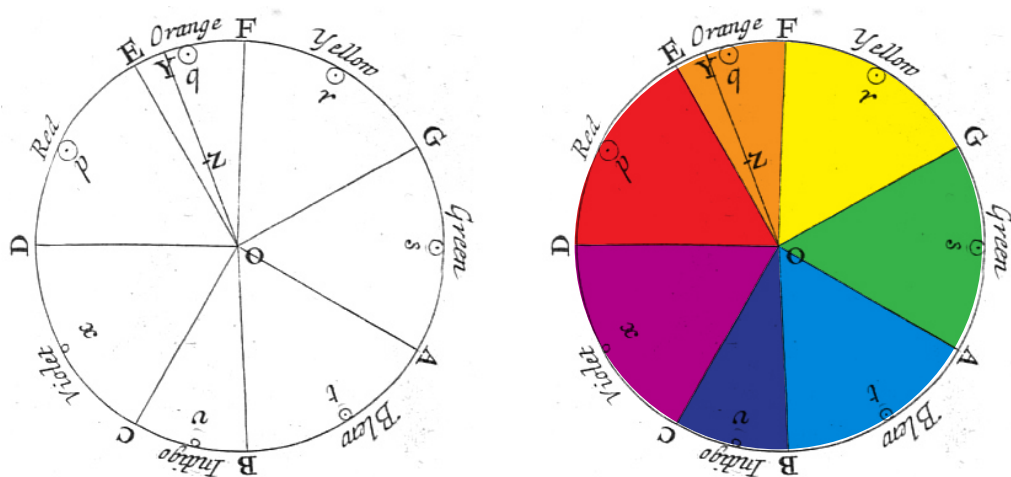 Orange
F
E
Yellow
Y
q
r
Red
p
G
Z
D
O
Green
s
x
A
Violet
t
Blew
C
v
Indigo
B
Orange
F
E
Yellow
Y
q
r
Red
p
G
Z
D
O
Green
s
x
A
Violet
t
Blew
C
v
Indigo
B